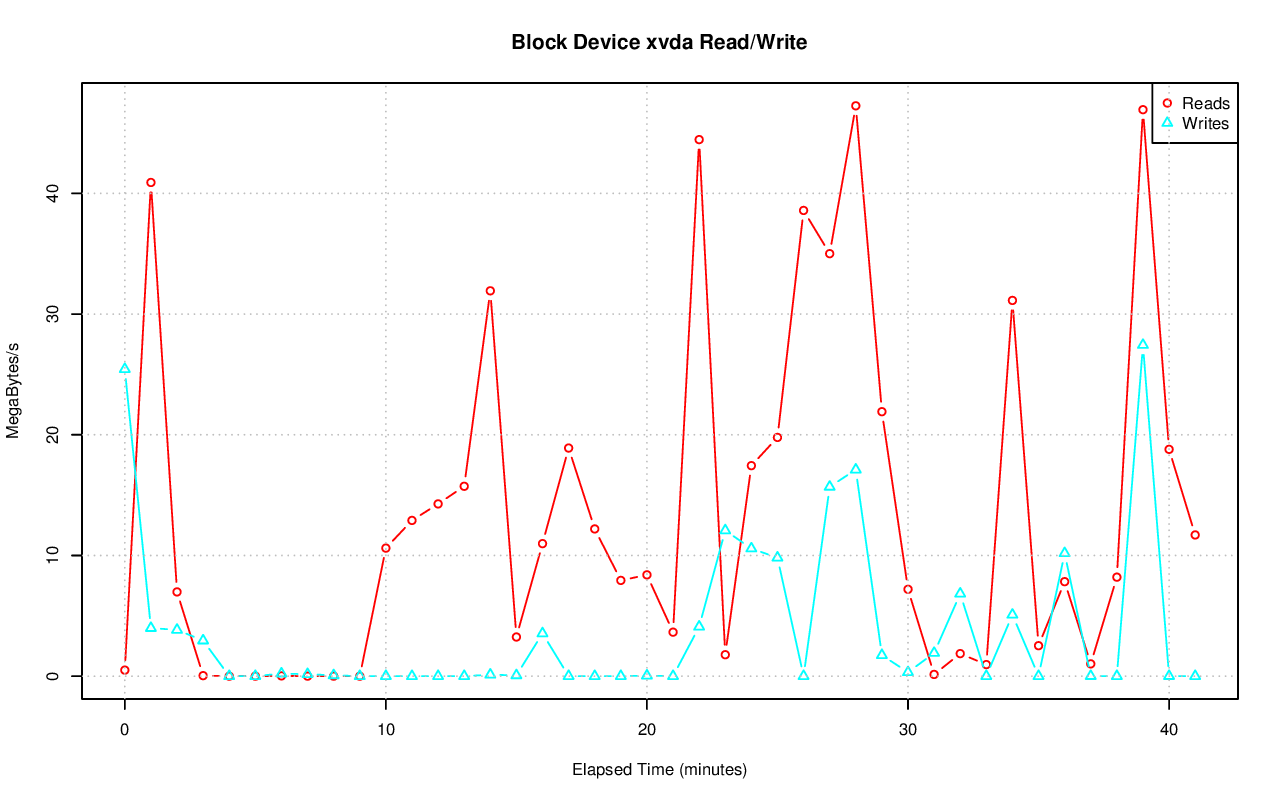 Block Device xvda Read/Write
Reads
Writes
MegaBytes/s
40
30
20
10
0
0 10 20 30 40
Elapsed Time (minutes)